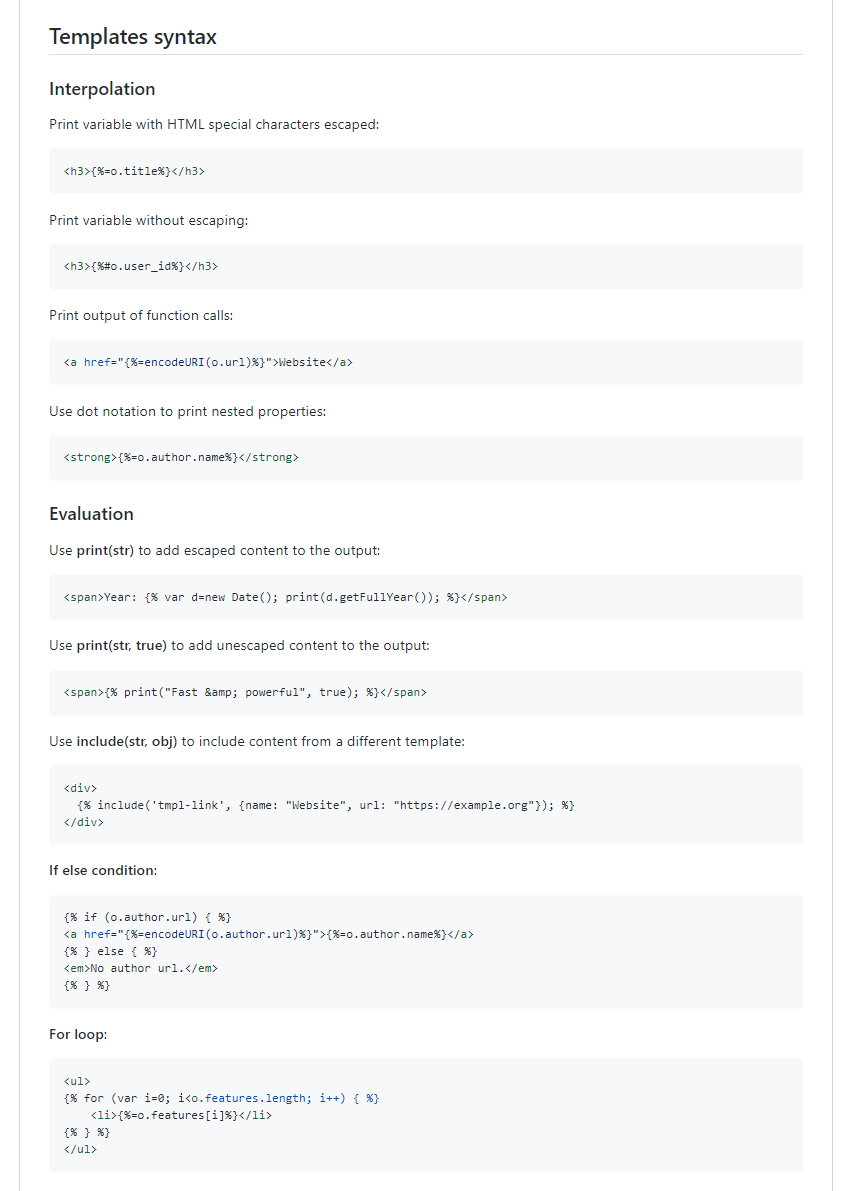 Templates syntax
Interpolation
Print variable with HTML special characters escaped:
<h3>{%=o.title%}</h3>
Print variable without escaping:
<h3>{%#o.user_id%}</h3>
Print output of function calls:
<a href="{%=encodeURI(o.url)%}">Website</a>
Use dot notation to print nested properties:
<strong>{%=o.author.name%}</strong>
Evaluation
Use print(str) to add escaped content to the output:
<span>Year: {% var d=new Date(); print(d.getFullYear()); %}</span>
Use print(str, true) to add unescaped content to the output:
<span>{% print("Fast &amp; powerful", true); %}</span>
Use include(str, obj) to include content from a different template:
<div>
  {% include('tmpl-link', {name: "Website", url: "https://example.org"}); %}
</div>
If else condition:
{% if (o.author.url) { %}
<a href="{%=encodeURI(o.author.url)%}">{%=o.author.name%}</a>
{% } else { %}
<em>No author url.</em>
{% } %}
For loop:
<ul>
{% for (var i=0; i<o.features.length; i++) { %}
    <li>{%=o.features[i]%}</li>
{% } %}
</ul>